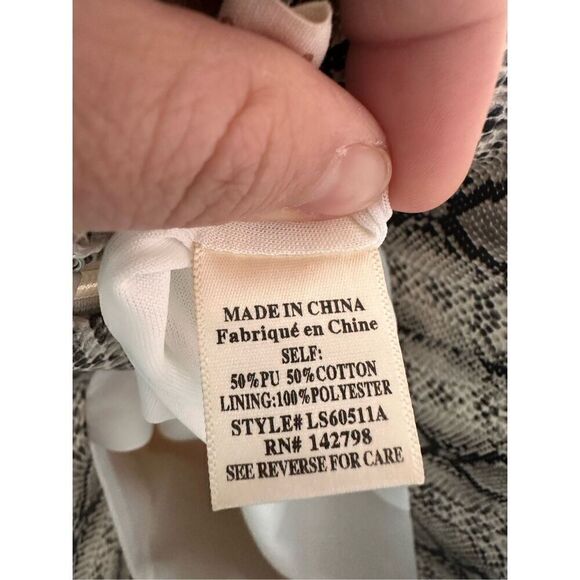 MADE IN CHINA
Fabriqué en Chine
SELF:
50%PU 50%COTTON
LINING:100%POLYESTER
STYLE# LS60511A
RN# 142798
SEE REVERSE FOR CARE